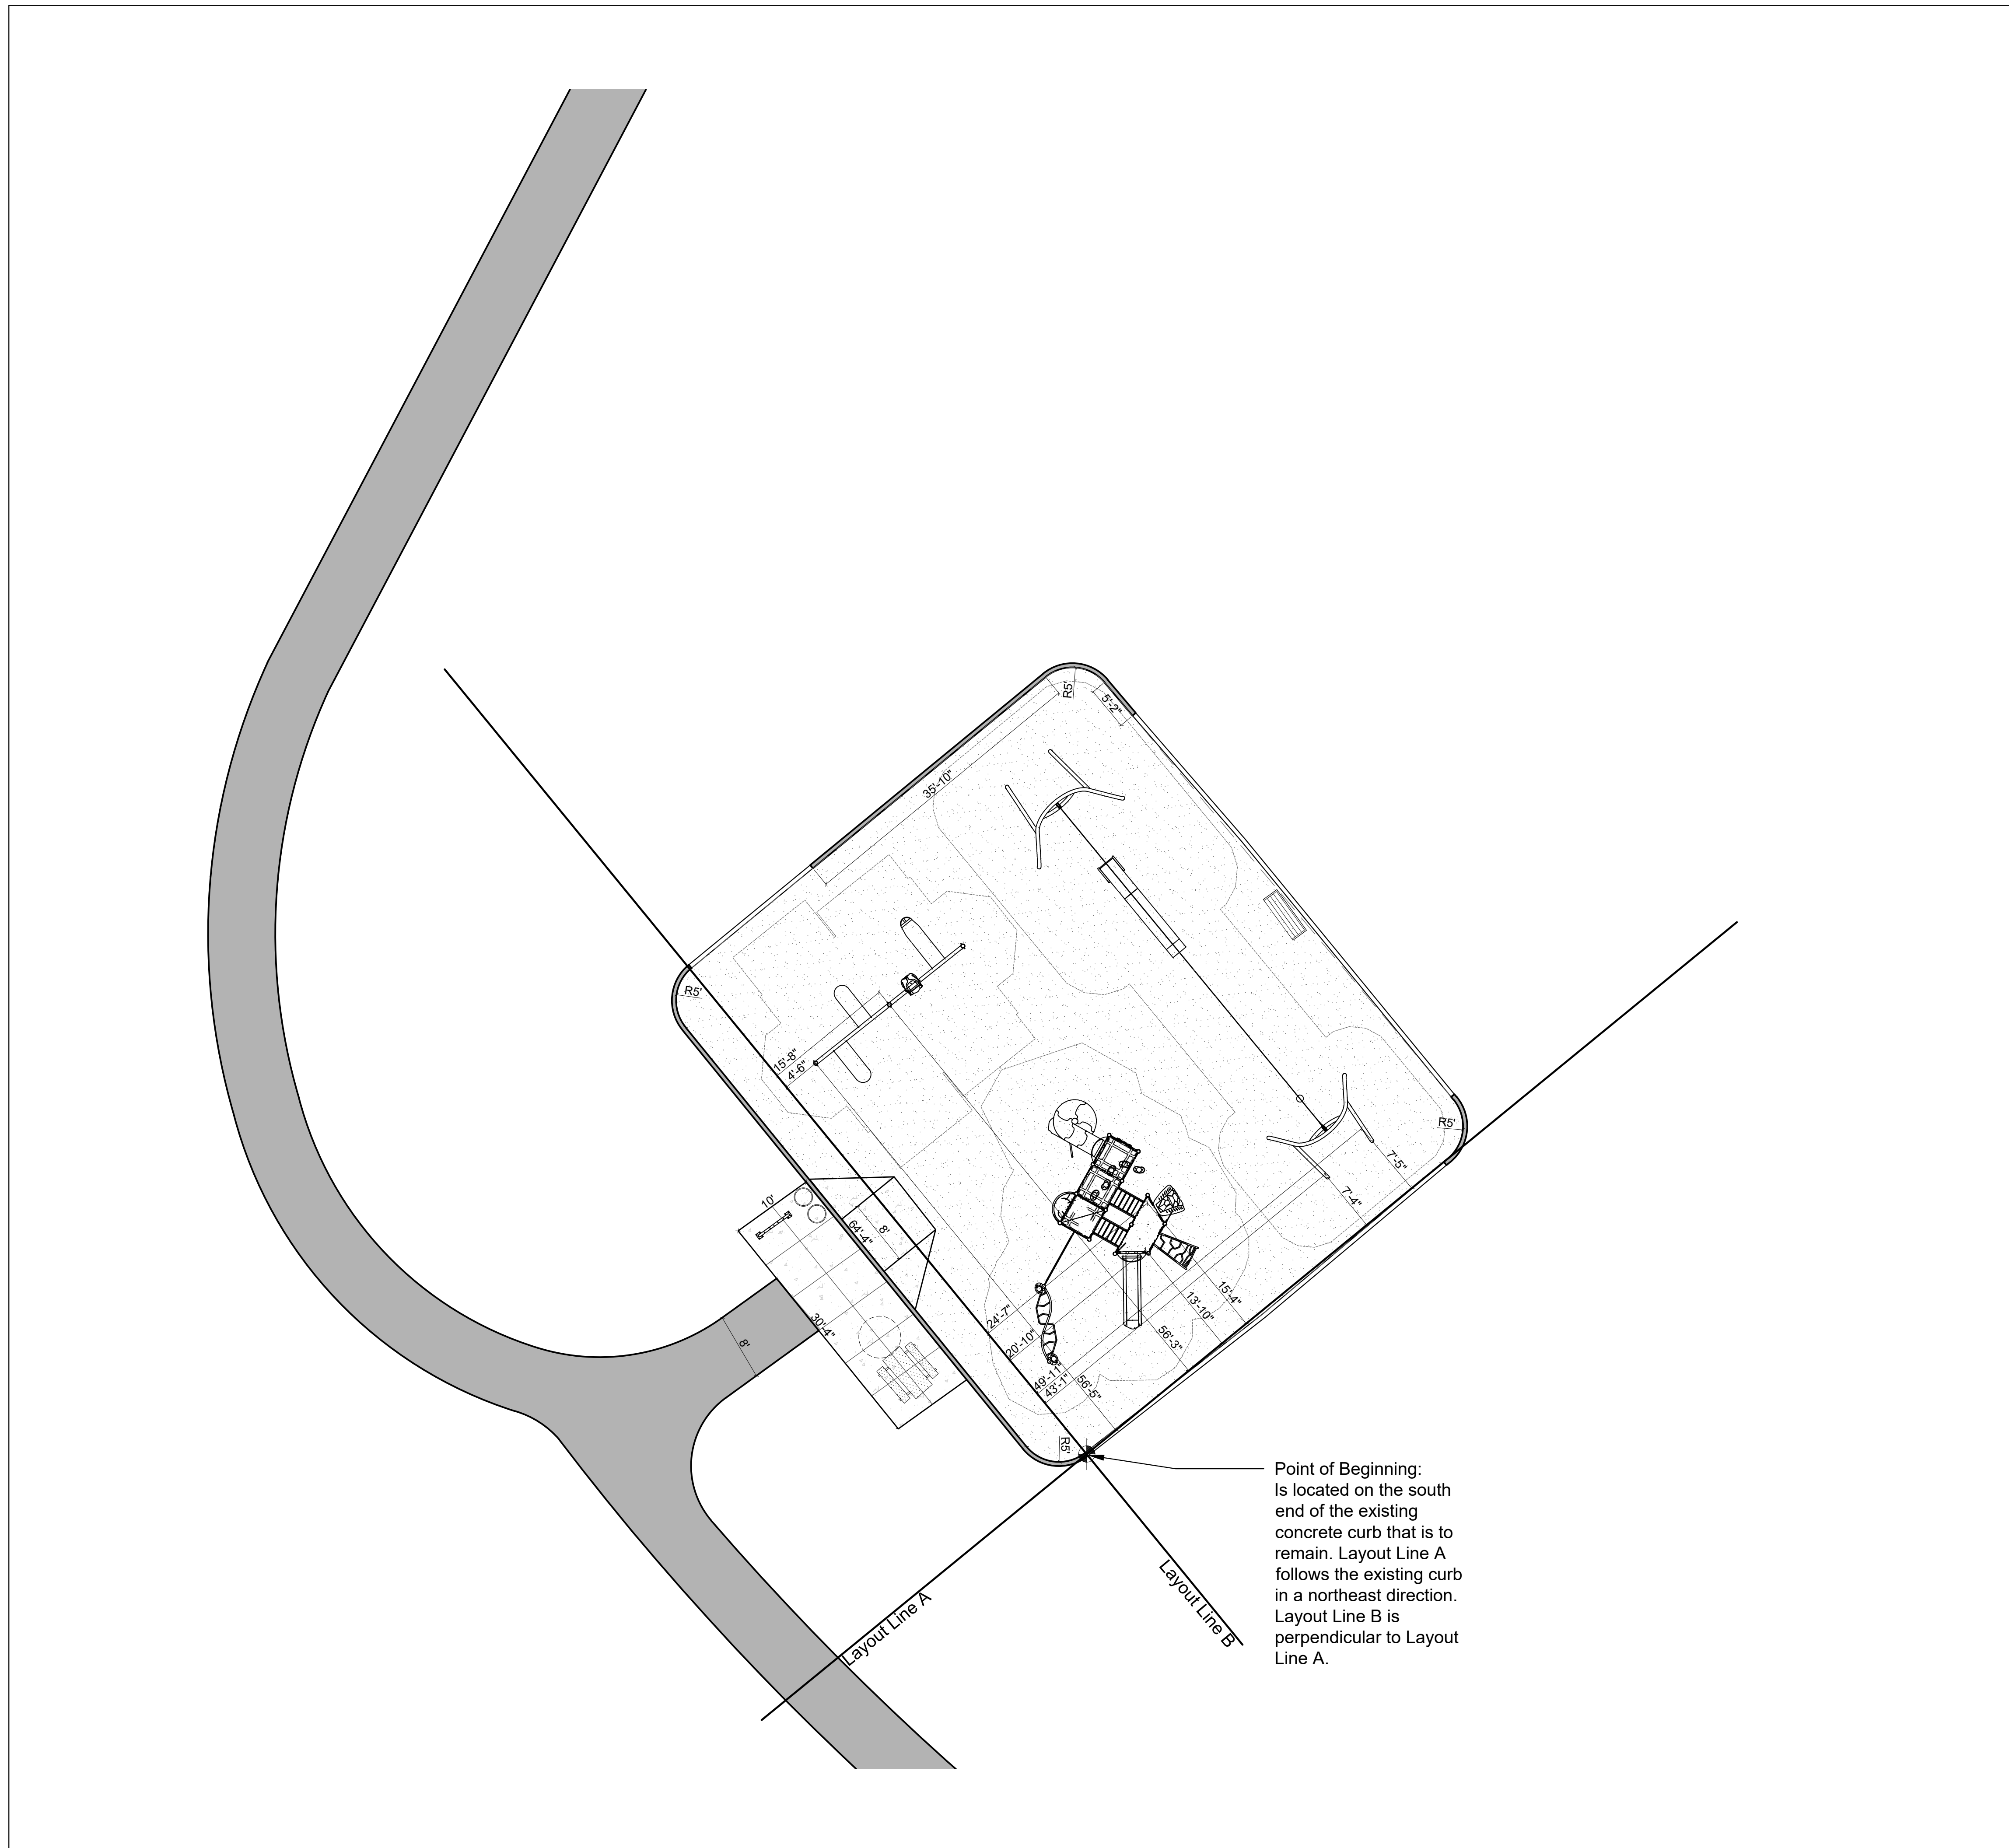 R5'
5'-2"
35'-10"
R5'
15'-8"
4'-6"
R5'
7'-5"
7'-4"
10'
64'-4"
8'
8'
30'-4"
24'-7"
20'-10"
49'-11"
43'-1"
56'-5"
56'-3"
13'-10"
15'-4"
R5'
Point of Beginning:
Is located on the south
end of the existing
concrete curb that is to
remain. Layout Line A
follows the existing curb
in a northeast direction.
Layout Line B is
perpendicular to Layout
Line A.
Layout Line A
Layout Line B